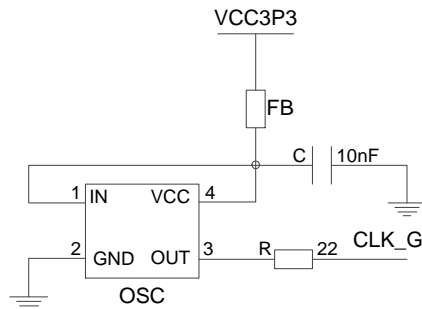 VCC3P3
FB
C 10nF
1 IN VCC 4
2 GND OUT 3 R 22 CLK_G
OSC